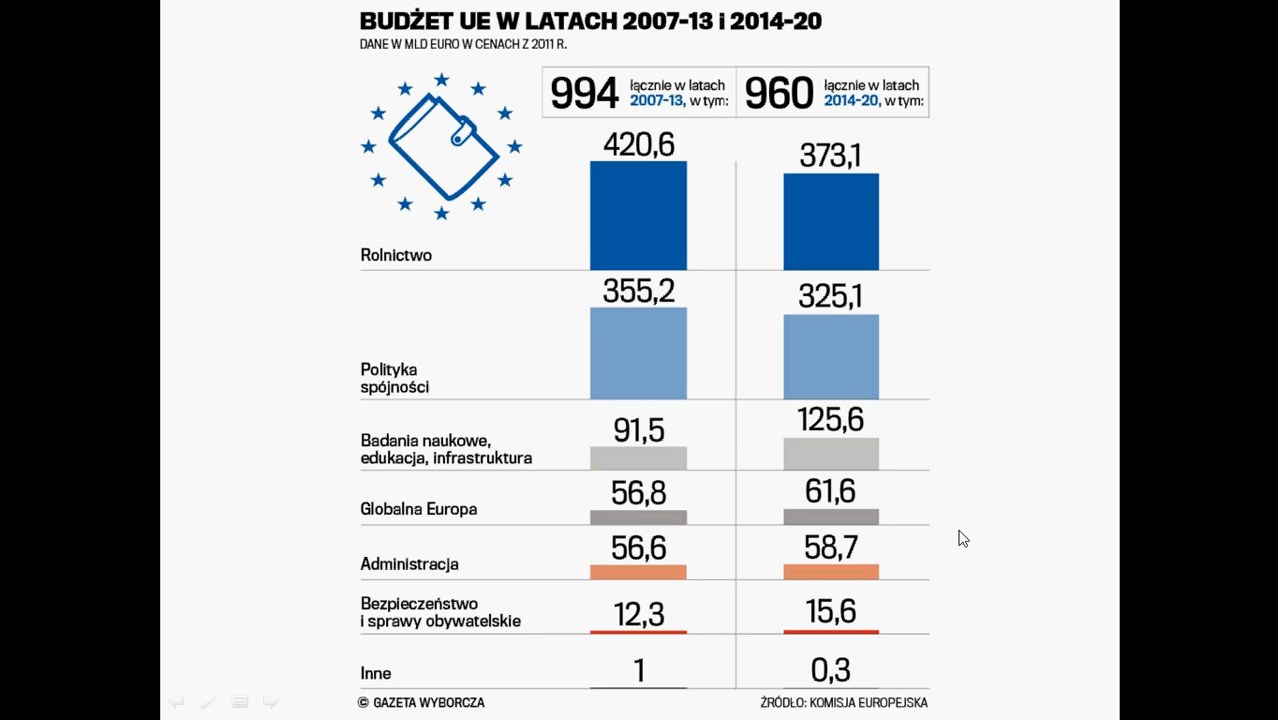 BUDŻET UE W LATACH 2007-13 i 2014-20
DANE W MLD EURO W CENACH Z 2011 R.
994 łącznie w latach 2007-13, w tym:
960 łącznie w latach 2014-20, w tym:
420,6
373,1
Rolnictwo
355,2
325,1
Polityka
spójności
91,5
125,6
Badania naukowe,
edukacja, infrastruktura
56,8
61,6
Globalna Europa
56,6
58,7
Administracja
12,3
15,6
Bezpieczeństwo
i sprawy obywatelskie
1
0,3
Inne
© GAZETA WYBORCZA
ŹRÓDŁO: KOMISJA EUROPEJSKA